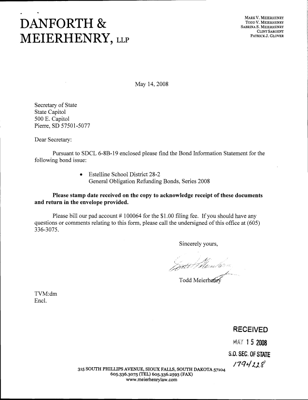 DANFORTH &
MEIERHENRY, LLP
MARK V. MEIERHENRY
TODD V. MEIERHENRY
SABRINA S. MEIERHENRY
CLINT SARGENT
PATRICK J. GLOVER
May 14, 2008
Secretary of State
State Capitol
500 E. Capitol
Pierre, SD 57501-5077
Dear Secretary:
Pursuant to SDCL 6-8B-19 enclosed please find the Bond Information Statement for the
following bond issue:
• Estelline School District 28-2
General Obligation Refunding Bonds, Series 2008
Please stamp date received on the copy to acknowledge receipt of these documents
and return in the envelope provided.
Please bill our pad account # 100064 for the $1.00 filing fee. If you should have any
questions or comments relating to this form, please call the undersigned of this office at (605)
336-3075.
Sincerely yours,
Todd Meierhenry
TVM:dm
Encl.
RECEIVED
MAY 15 2008
S.D. SEC. OF STATE
1794228
315 SOUTH PHILLIPS AVENUE, SIOUX FALLS, SOUTH DAKOTA 57104
605.336.3075 (TEL) 605.336.2593 (FAX)
www.meierhenrylaw.com